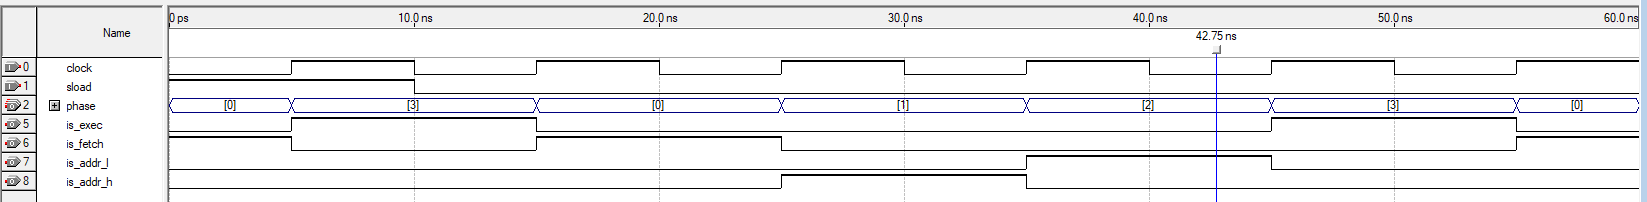 0 ps 10.0 ns 20.0 ns 30.0 ns 40.0 ns 50.0 ns 60.0 ns
Name
42.75 ns
0 clock
1 sload
2 phase [0] [3] [0] [1] [2] [3] [0]
5 is_exec
6 is_fetch
7 is_addr_l
8 is_addr_h